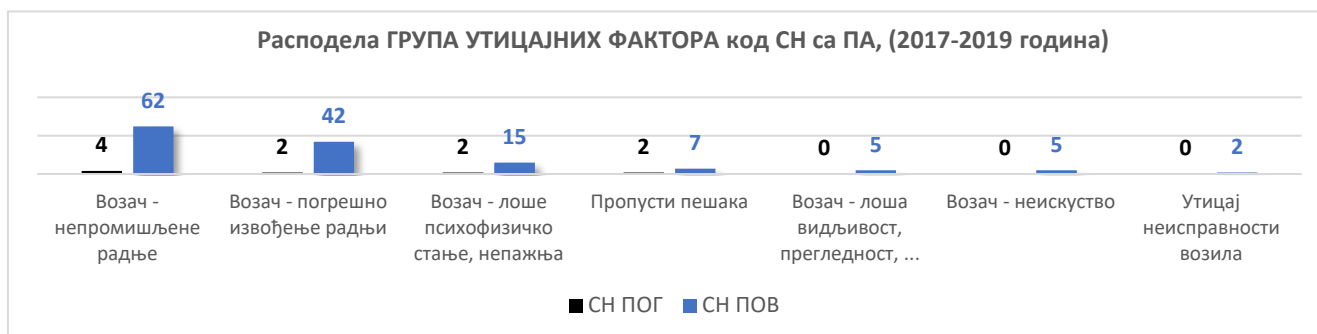 Расподела ГРУПА УТИЦАЈНИХ ФАКТОРА код СН са ПА, (2017-2019 година)
4 62 2 42 2 15 2 7 0 5 0 5 0 2
Возач -
непромишљене
радње
Возач - погрешно
извођење радњи
Возач - лоше
психофизичко
стање, непажња
Пропусти пешака
Возач - лоша
видљивост,
прегледност, ...
Возач - неискуство
Утицај
неисправности
возила
СН ПОГ СН ПОВ